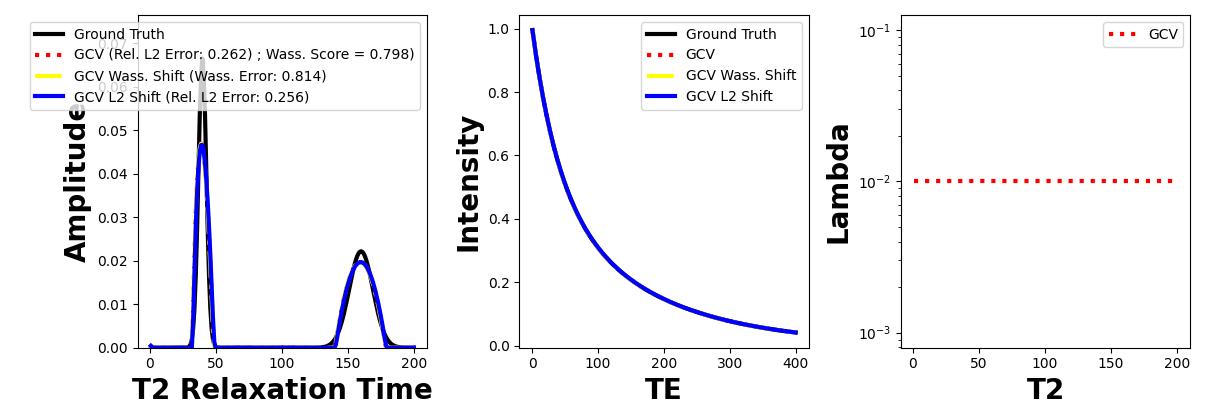 Ground Truth
GCV (Rel. L2 Error: 0.262) ; Wass. Score = 0.798)
GCV Wass. Shift (Wass. Error: 0.814)
GCV L2 Shift (Rel. L2 Error: 0.256)
Amplitude
0.07
0.06
0.05
0.04
0.03
0.02
0.01
0.00
0 50 100 150 200
T2 Relaxation Time
Ground Truth
GCV
GCV Wass. Shift
GCV L2 Shift
Intensity
1.0
0.8
0.6
0.4
0.2
0.0
0 100 200 300 400
TE
GCV
Lambda
10⁻¹
10⁻²
10⁻³
0 50 100 150 200
T2